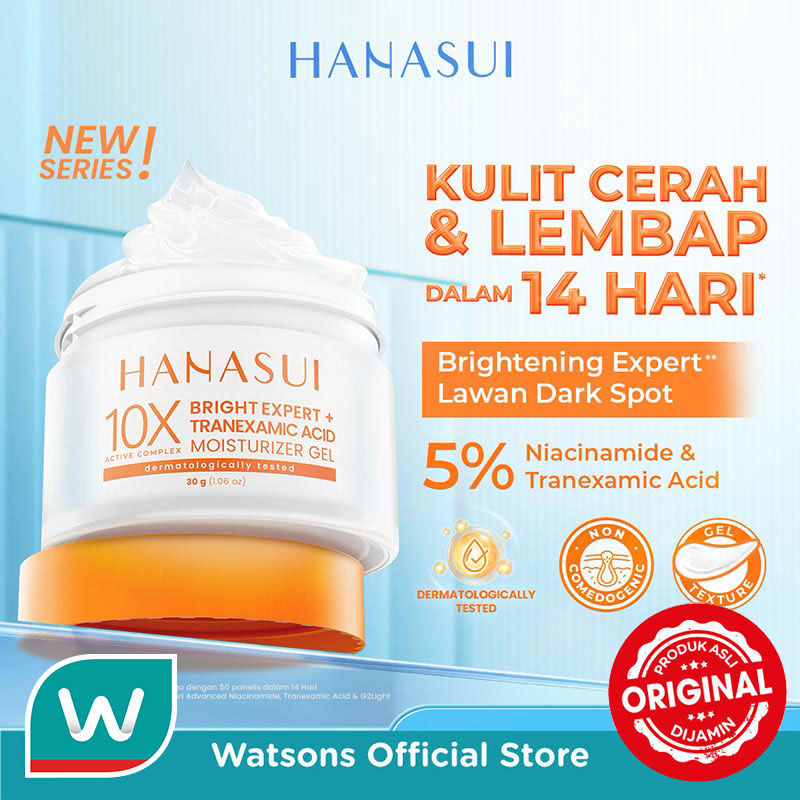 HANASUI
NEW
SERIES!
KULIT CERAH
& LEMBAP
DALAM 14 HARI*
Brightening Expert**
Lawan Dark Spot
5% Niacinamide &
Tranexamic Acid
HANASUI
10X
ACTIVE COMPLEX
BRIGHT EXPERT +
TRANEXAMIC ACID
MOISTURIZER GEL
dermatologically tested
30 g (1.06 oz)
DERMATOLOGICALLY
TESTED
NON
COMEDOGENIC
GEL
TEXTURE
dengan 50 panelis dalam 14 Hari
Advanced Niacinamide, Tranexamic Acid & G2Light
PRODUK ASLI
ORIGINAL
DIJAMIN
W
Watsons Official Store